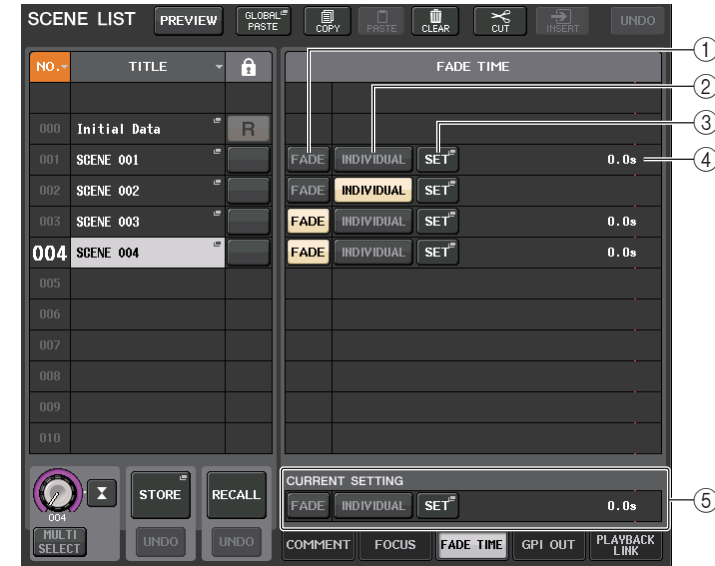 SCENE LIST PREVIEW GLOBAL PASTE COPY PASTE CLEAR CUT INSERT UNDO
NO. TITLE FADE TIME
000 Initial Data R
001 SCENE 001 FADE INDIVIDUAL SET 0.0s
002 SCENE 002 FADE INDIVIDUAL SET
003 SCENE 003 FADE INDIVIDUAL SET 0.0s
004 SCENE 004 FADE INDIVIDUAL SET 0.0s
005
006
007
008
009
010
1
2
3
4
004
MULTI SELECT
STORE
UNDO
RECALL
UNDO
CURRENT SETTING
FADE INDIVIDUAL SET 0.0s
5
COMMENT FOCUS FADE TIME GPI OUT PLAYBACK LINK